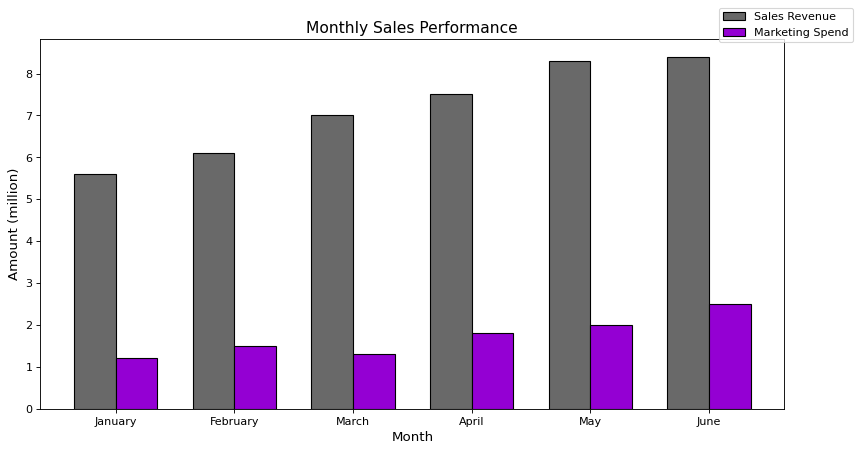 Monthly Sales Performance
Sales Revenue
Marketing Spend
Amount (million)
8
7
6
5
4
3
2
1
0
January February March April May June
Month